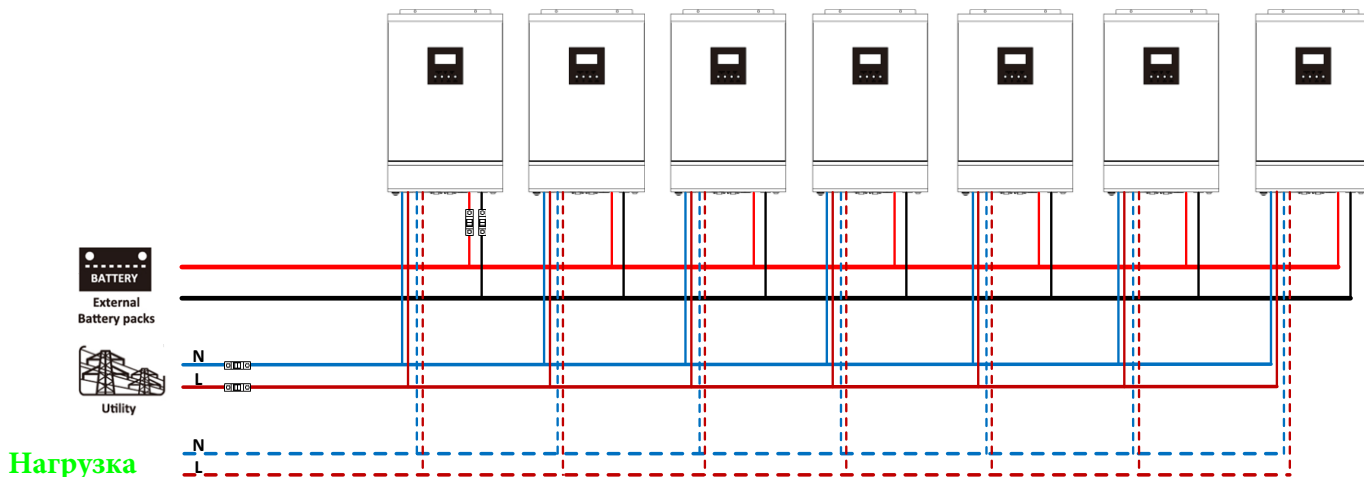 BATTERY
External
Battery packs
N
L
Utility
N
L
Нагрузка